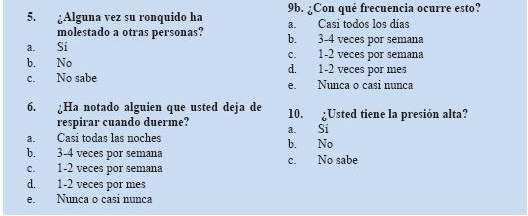 5. ¿Alguna vez su ronquido ha
molestado a otras personas?
a. Sí
b. No
c. No sabe
6. ¿Ha notado alguien que usted deja de
respirar cuando duerme?
a. Casi todas las noches
b. 3-4 veces por semana
c. 1-2 veces por semana
d. 1-2 veces por mes
e. Nunca o casi nunca
9b. ¿Con qué frecuencia ocurre esto?
a. Casi todos los días
b. 3-4 veces por semana
c. 1-2 veces por semana
d. 1-2 veces por mes
e. Nunca o casi nunca
10. ¿Usted tiene la presión alta?
a. Sí
b. No
c. No sabe